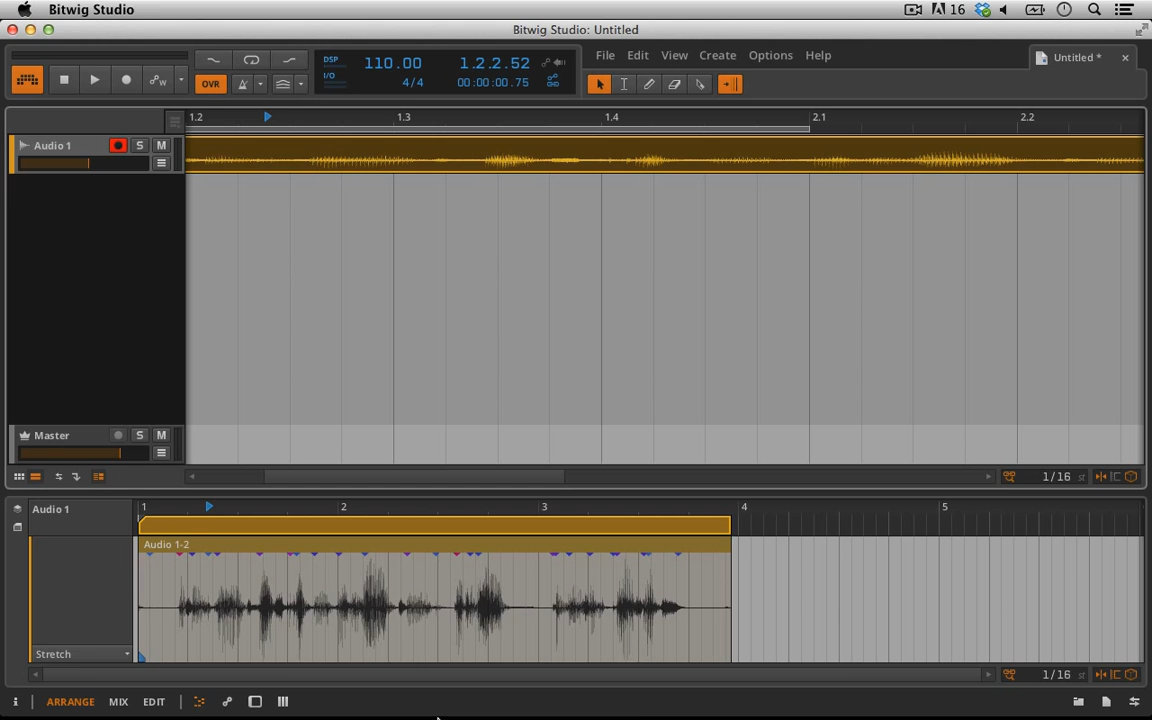 Bitwig Studio 16
Bitwig Studio: Untitled
OVR DSP I/O 110.00 4/4 1.2.2.52 00:00:00.75 File Edit View Create Options Help Untitled *
1.2 1.3 1.4 2.1 2.2
Audio 1 S M
Master S M
1/16
Audio 1 1 2 3 4 5
Audio 1-2
Stretch
1/16
i ARRANGE MIX EDIT